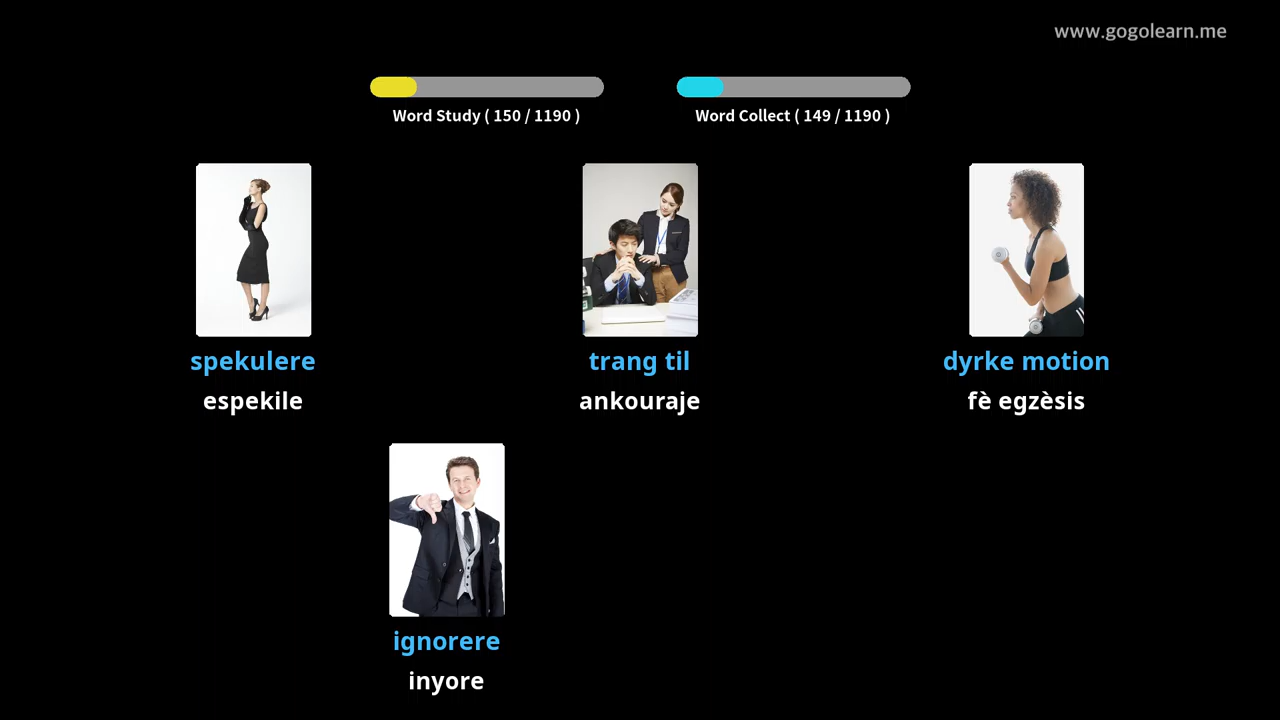 www.gogolearn.me
Word Study ( 150 / 1190 )
Word Collect ( 149 / 1190 )
spekulere
trang til
dyrke motion
espekile
ankouraje
fè egzèsis
ignorere
inyore